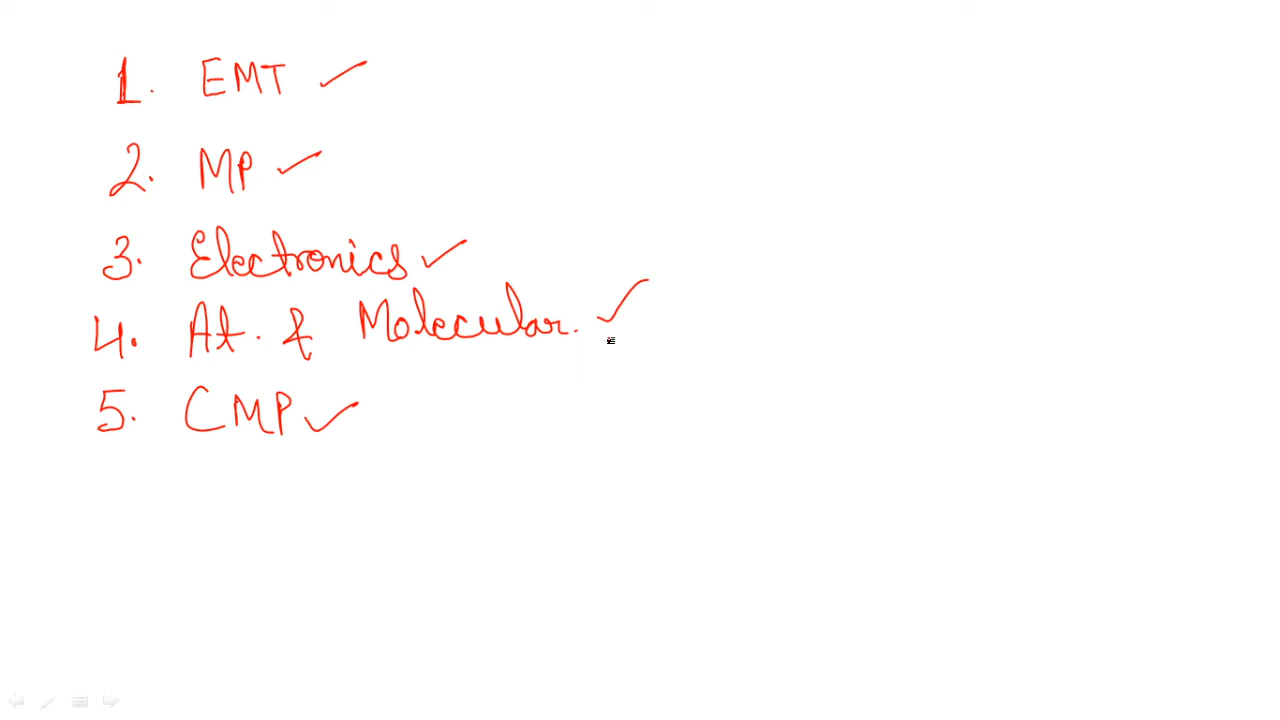 1. EMT
2. MP
3. Electronics
4. At. & Molecular.
5. CMP